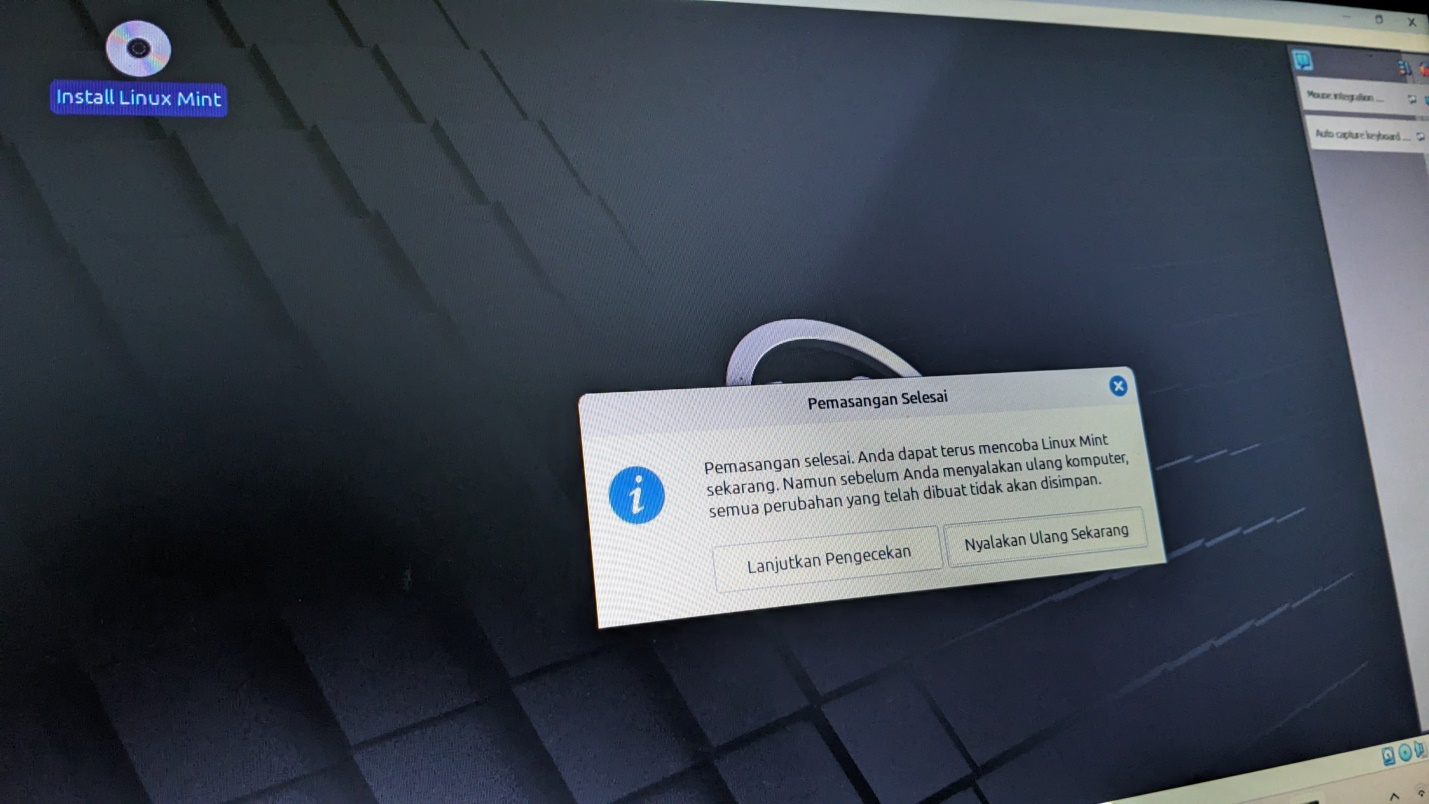 Install Linux Mint
Mouse integration ...
Auto capture keyboard ...
Pemasangan Selesai
Pemasangan selesai. Anda dapat terus mencoba Linux Mint
sekarang. Namun sebelum Anda menyalakan ulang komputer,
semua perubahan yang telah dibuat tidak akan disimpan.
Lanjutkan Pengecekan
Nyalakan Ulang Sekarang